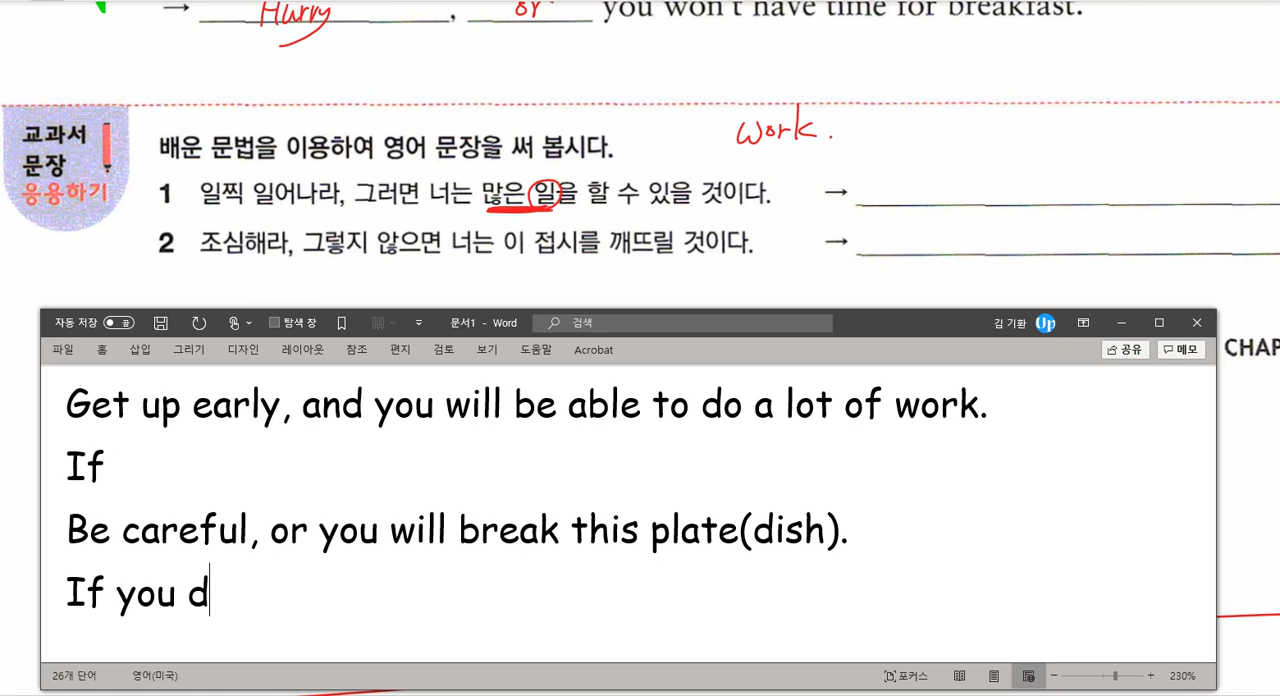 → Hurry, or you won't have time for breakfast.
work.
교과서
문장
응용하기
배운 문법을 이용하여 영어 문장을 써 봅시다.
1 일찍 일어나라, 그러면 너는 많은 일을 할 수 있을 것이다. →
2 조심해라, 그렇지 않으면 너는 이 접시를 깨뜨릴 것이다. →
자동 저장 끔 탐색 창 문서1 - Word 검색 김 기환 Up
파일 홈 삽입 그리기 디자인 레이아웃 참조 편지 검토 보기 도움말 Acrobat 공유 메모
CHAP
Get up early, and you will be able to do a lot of work.
If
Be careful, or you will break this plate(dish).
If you d
26개 단어 영어(미국) 포커스 230%